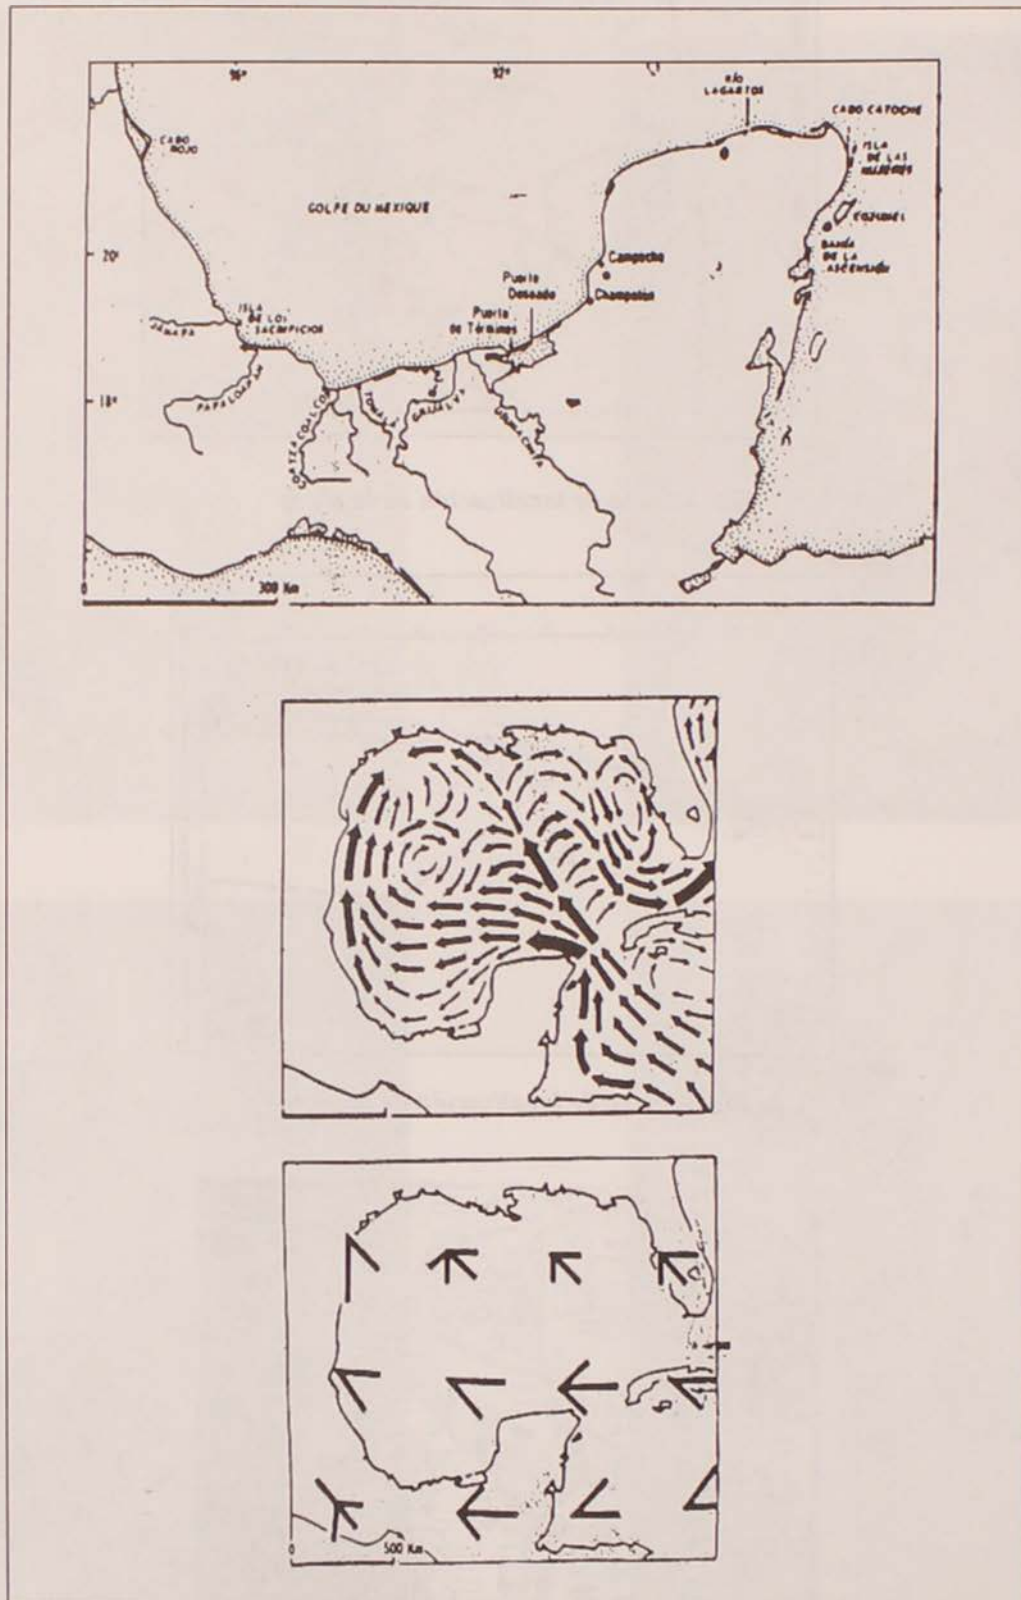 96°
92°
RÍO
LAGARTOS
CABO CATOCHE
CABO
ROJO
ISLA
DE LAS
MUJERES
GOLFE DU MEXIQUE
COZUMEL
20°
Campeche
BAHÍA
DE LA
ASCENSIÓN
Puerto
Deseado
Champotón
ISLA
DE LOS
SACRIFICIOS
Puerto
de Términos
JAMAPA
PAPALOAPAN
18°
COATZACOALCOS
TONALÁ
GRIJALVA
USUMACINTA
0
300 Km
0
500 Km